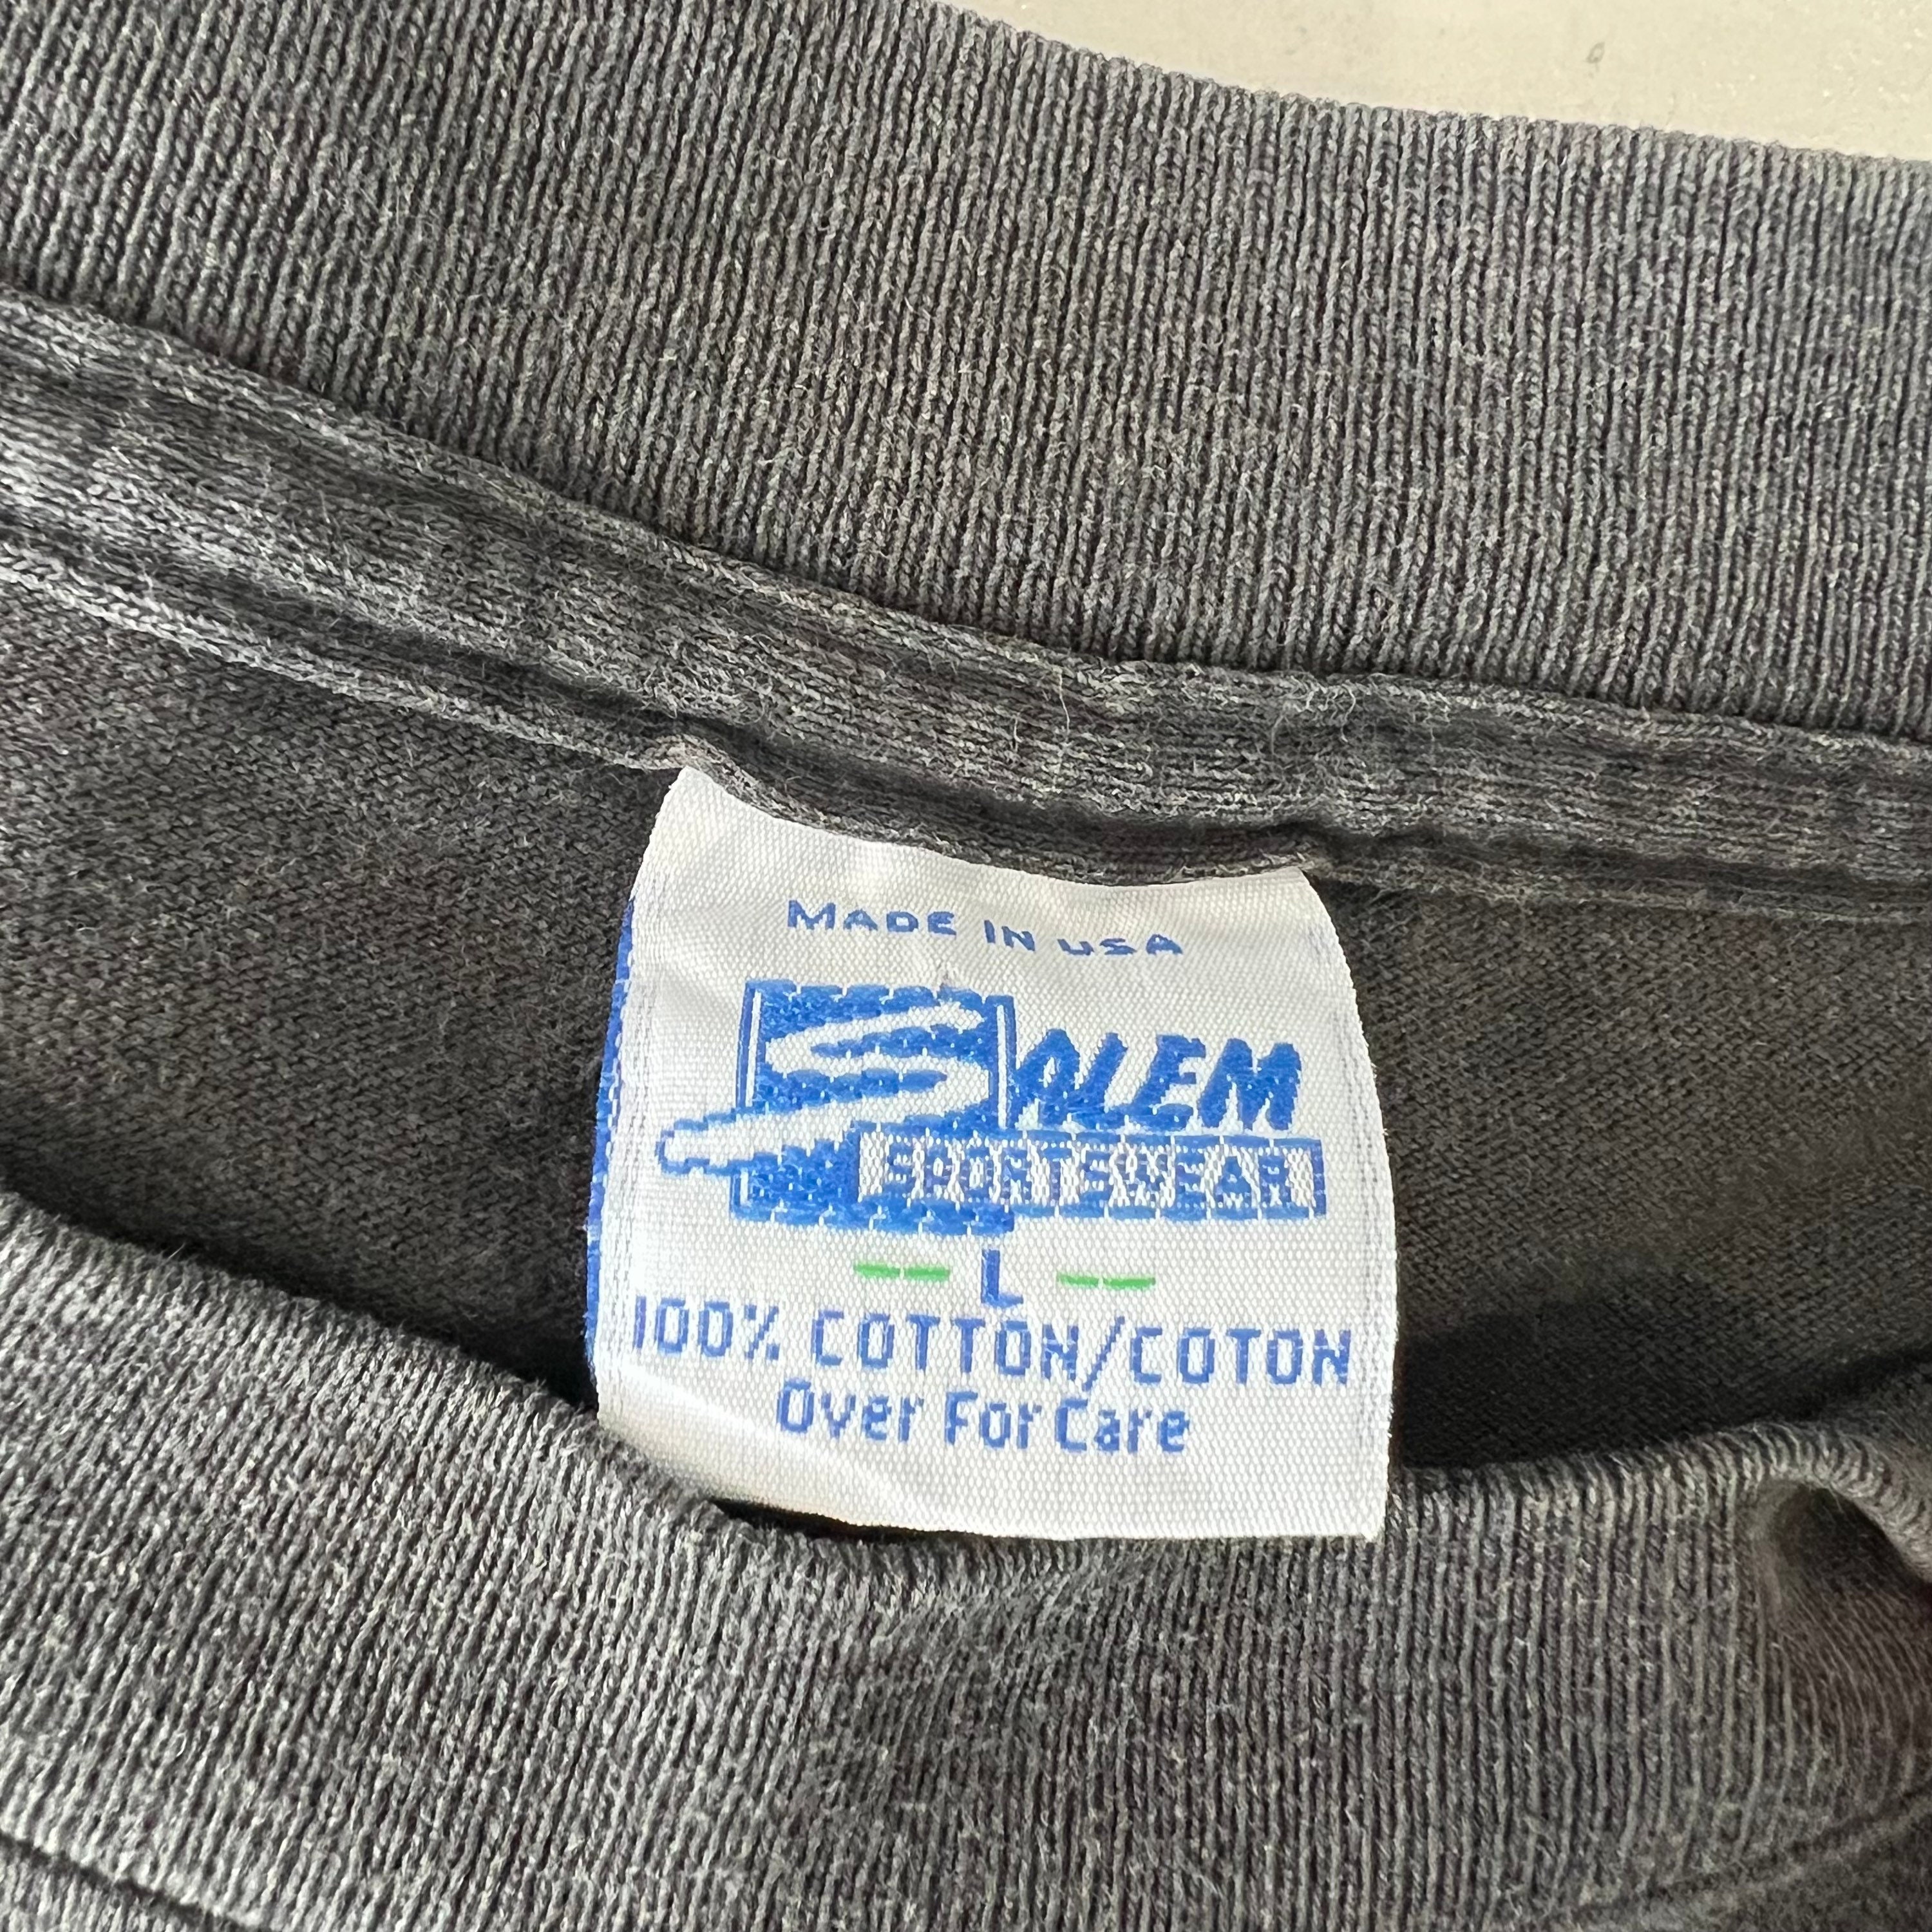 MADE IN USA
SALEM
SPORTSWEAR
L
100% COTTON/COTON
Over For Care